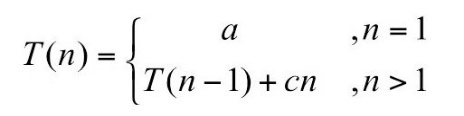 T(n) = { a , n = 1
T(n − 1) + cn , n > 1